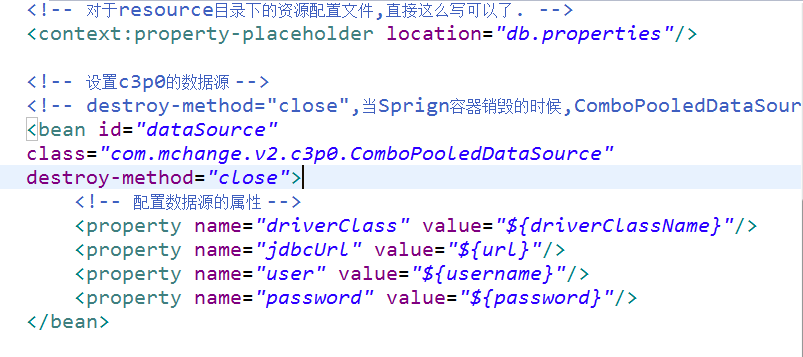 <!-- 对于resource目录下的资源配置文件,直接这么写可以了. -->
<context:property-placeholder location="db.properties"/>
<!-- 设置c3p0的数据源 -->
<!-- destroy-method="close",当Sprign容器销毁的时候,ComboPooledDataSour
<bean id="dataSource"
class="com.mchange.v2.c3p0.ComboPooledDataSource"
destroy-method="close">
<!-- 配置数据源的属性 -->
<property name="driverClass" value="${driverClassName}"/>
<property name="jdbcUrl" value="${url}"/>
<property name="user" value="${username}"/>
<property name="password" value="${password}"/>
</bean>